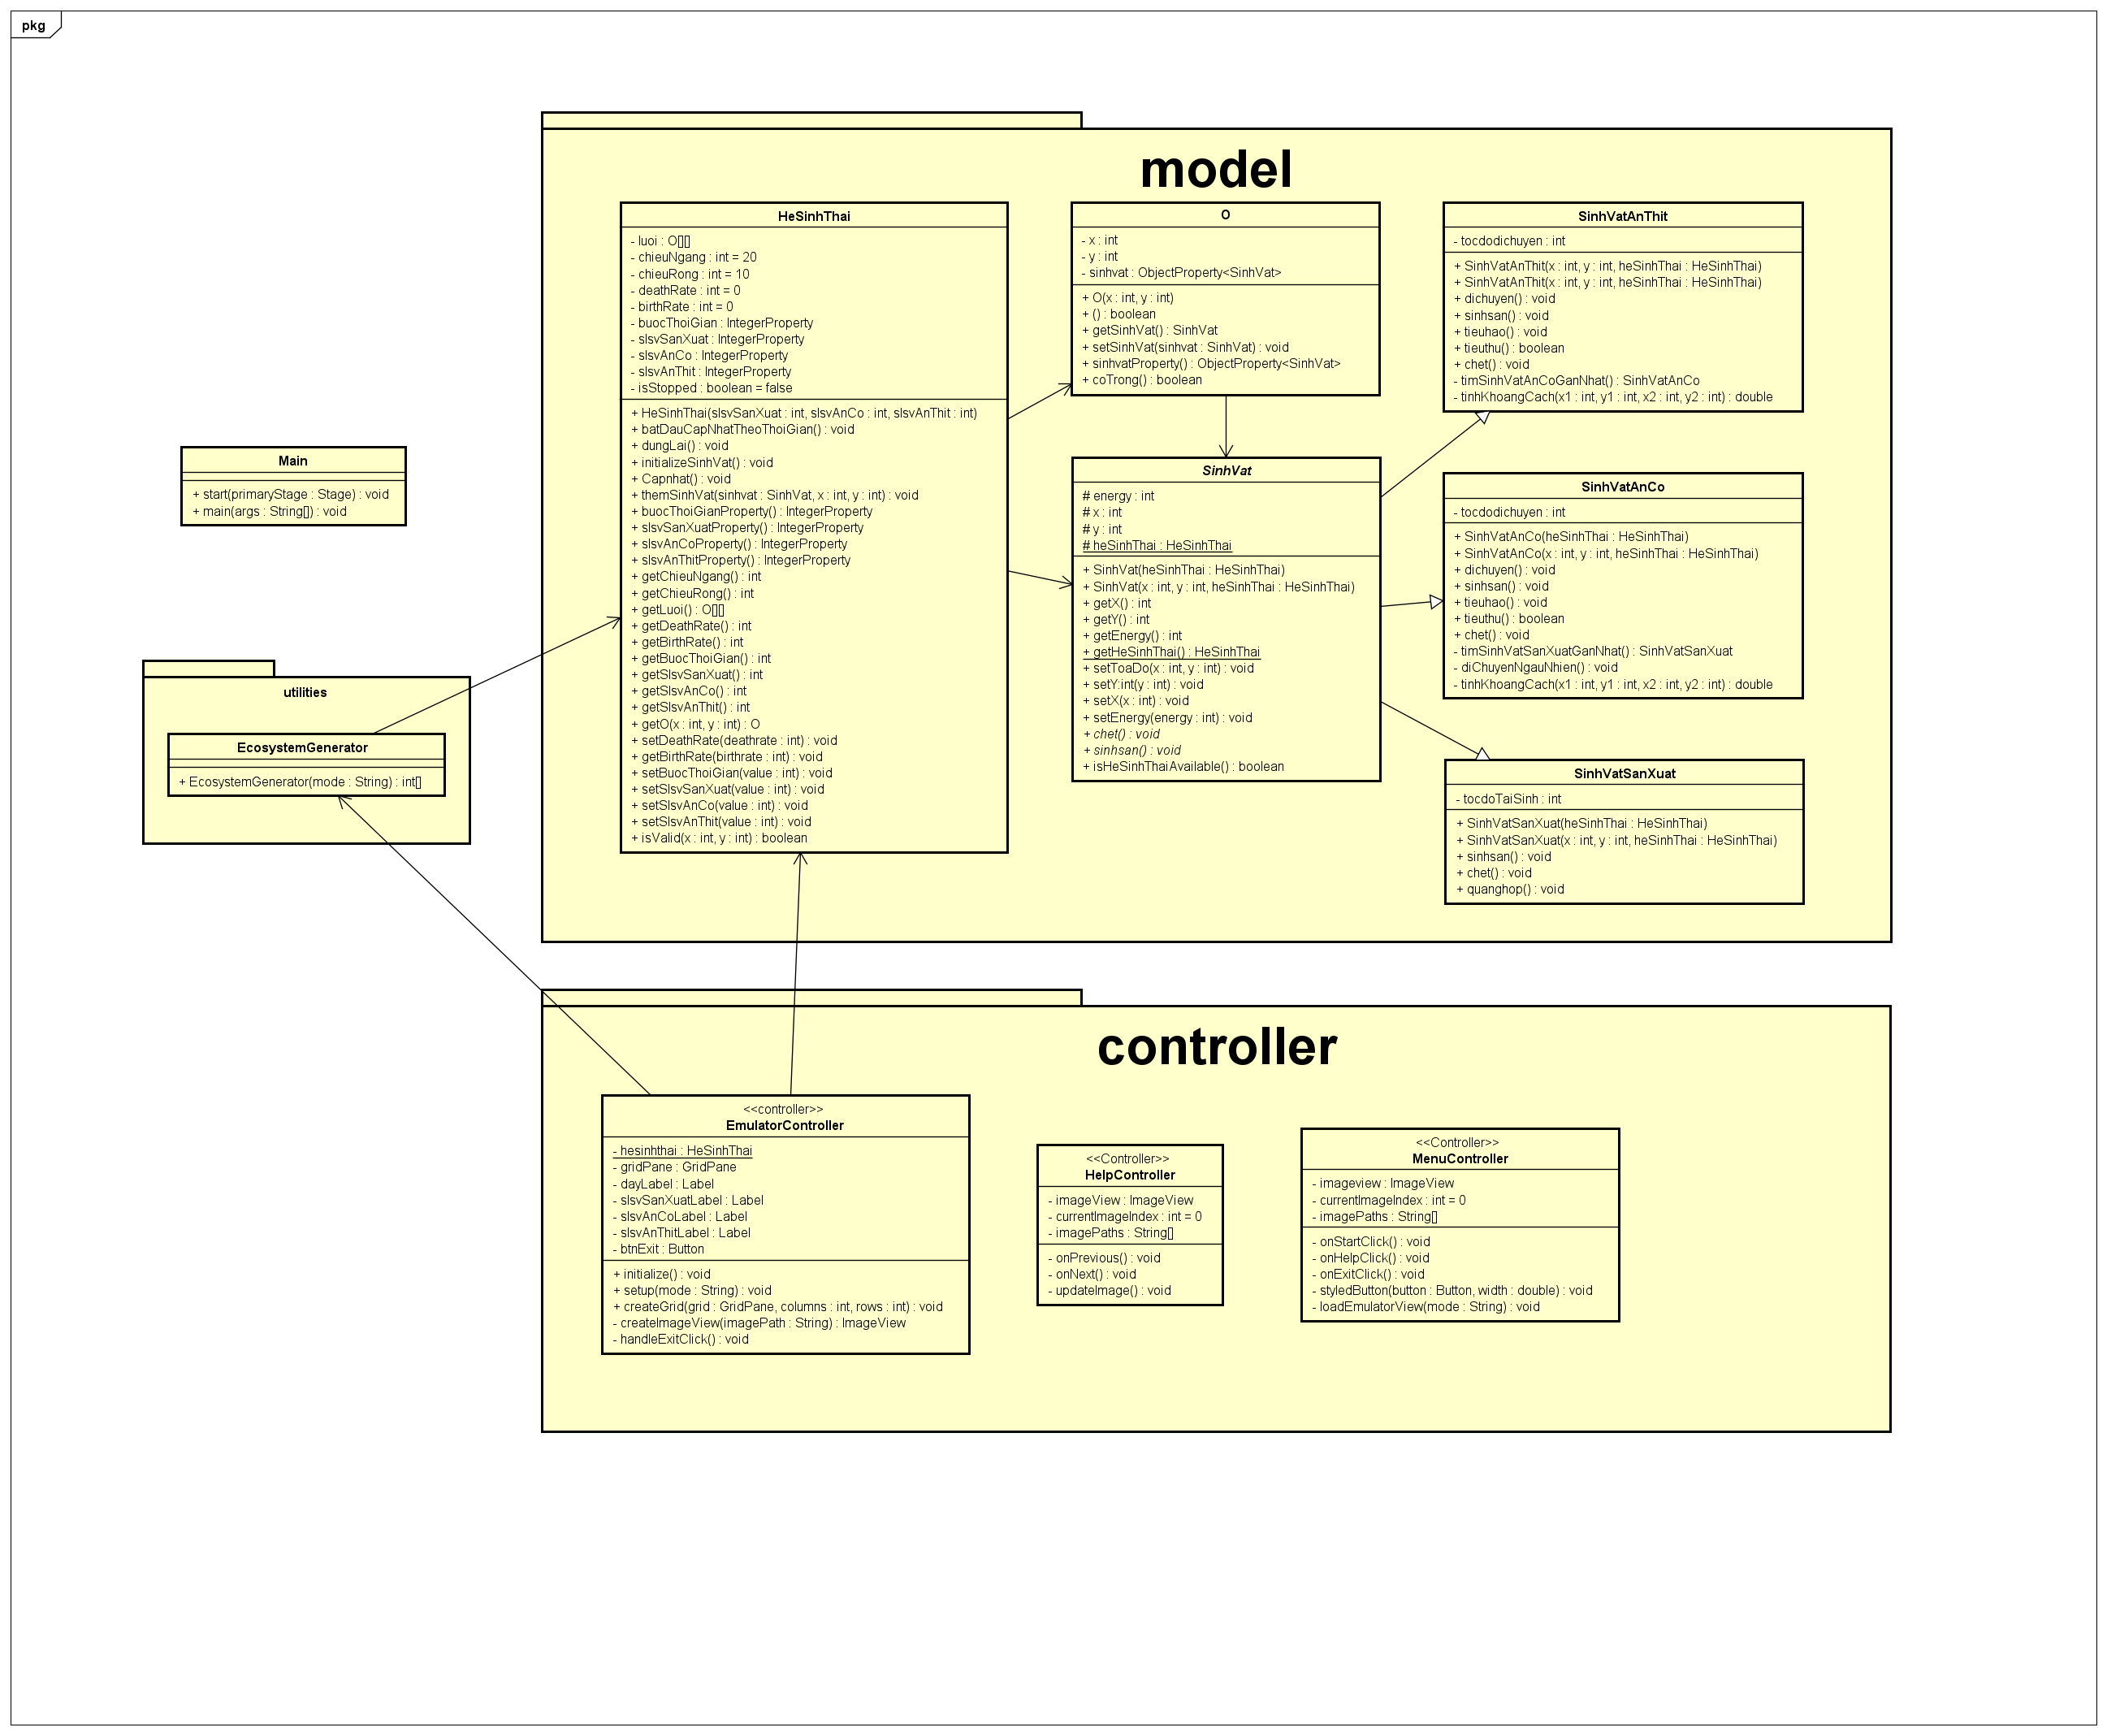 pkg
model
HeSinhThai
- luoi : O[][]
- chieuNgang : int = 20
- chieuRong : int = 10
- deathRate : int = 0
- birthRate : int = 0
- buocThoiGian : IntegerProperty
- slsvSanXuat : IntegerProperty
- slsvAnCo : IntegerProperty
- slsvAnThit : IntegerProperty
- isStopped : boolean = false
+ HeSinhThai(slsvSanXuat : int, slsvAnCo : int, slsvAnThit : int)
+ batDauCapNhatTheoThoiGian() : void
+ dungLai() : void
+ initializeSinhVat() : void
+ Capnhat() : void
+ themSinhVat(sinhvat : SinhVat, x : int, y : int) : void
+ buocThoiGianProperty() : IntegerProperty
+ slsvSanXuatProperty() : IntegerProperty
+ slsvAnCoProperty() : IntegerProperty
+ slsvAnThitProperty() : IntegerProperty
+ getChieuNgang() : int
+ getChieuRong() : int
+ getLuoi() : O[][]
+ getDeathRate() : int
+ getBirthRate() : int
+ getBuocThoiGian() : int
+ getSlsvSanXuat() : int
+ getSlsvAnCo() : int
+ getSlsvAnThit() : int
+ getO(x : int, y : int) : O
+ setDeathRate(deathrate : int) : void
+ getBirthRate(birthrate : int) : void
+ setBuocThoiGian(value : int) : void
+ setSlsvSanXuat(value : int) : void
+ setSlsvAnCo(value : int) : void
+ setSlsvAnThit(value : int) : void
+ isValid(x : int, y : int) : boolean
O
- x : int
- y : int
- sinhvat : ObjectProperty<SinhVat>
+ O(x : int, y : int)
+ () : boolean
+ getSinhVat() : SinhVat
+ setSinhVat(sinhvat : SinhVat) : void
+ sinhvatProperty() : ObjectProperty<SinhVat>
+ coTrong() : boolean
SinhVatAnThit
- tocdodichuyen : int
+ SinhVatAnThit(x : int, y : int, heSinhThai : HeSinhThai)
+ SinhVatAnThit(x : int, y : int, heSinhThai : HeSinhThai)
+ dichuyen() : void
+ sinhsan() : void
+ tieuhao() : void
+ tieuthu() : boolean
+ chet() : void
- timSinhVatAnCoGanNhat() : SinhVatAnCo
- tinhKhoangCach(x1 : int, y1 : int, x2 : int, y2 : int) : double
Main
+ start(primaryStage : Stage) : void
+ main(args : String[]) : void
SinhVat
# energy : int
# x : int
# y : int
# heSinhThai : HeSinhThai
+ SinhVat(heSinhThai : HeSinhThai)
+ SinhVat(x : int, y : int, heSinhThai : HeSinhThai)
+ getX() : int
+ getY() : int
+ getEnergy() : int
+ getHeSinhThai() : HeSinhThai
+ setToaDo(x : int, y : int) : void
+ setY:int(y : int) : void
+ setX(x : int) : void
+ setEnergy(energy : int) : void
+ chet() : void
+ sinhsan() : void
+ isHeSinhThaiAvailable() : boolean
SinhVatAnCo
- tocdodichuyen : int
+ SinhVatAnCo(heSinhThai : HeSinhThai)
+ SinhVatAnCo(x : int, y : int, heSinhThai : HeSinhThai)
+ dichuyen() : void
+ sinhsan() : void
+ tieuhao() : void
+ tieuthu() : boolean
+ chet() : void
- timSinhVatSanXuatGanNhat() : SinhVatSanXuat
- diChuyenNgauNhien() : void
- tinhKhoangCach(x1 : int, y1 : int, x2 : int, y2 : int) : double
utilities
EcosystemGenerator
+ EcosystemGenerator(mode : String) : int[]
SinhVatSanXuat
- tocdoTaiSinh : int
+ SinhVatSanXuat(heSinhThai : HeSinhThai)
+ SinhVatSanXuat(x : int, y : int, heSinhThai : HeSinhThai)
+ sinhsan() : void
+ chet() : void
+ quanghop() : void
controller
<<controller>>
EmulatorController
- hesinhthai : HeSinhThai
- gridPane : GridPane
- dayLabel : Label
- slsvSanXuatLabel : Label
- slsvAnCoLabel : Label
- slsvAnThitLabel : Label
- btnExit : Button
+ initialize() : void
+ setup(mode : String) : void
+ createGrid(grid : GridPane, columns : int, rows : int) : void
- createImageView(imagePath : String) : ImageView
- handleExitClick() : void
<<Controller>>
HelpController
- imageView : ImageView
- currentImageIndex : int = 0
- imagePaths : String[]
- onPrevious() : void
- onNext() : void
- updateImage() : void
<<Controller>>
MenuController
- imageview : ImageView
- currentImageIndex : int = 0
- imagePaths : String[]
- onStartClick() : void
- onHelpClick() : void
- onExitClick() : void
- styledButton(button : Button, width : double) : void
- loadEmulatorView(mode : String) : void